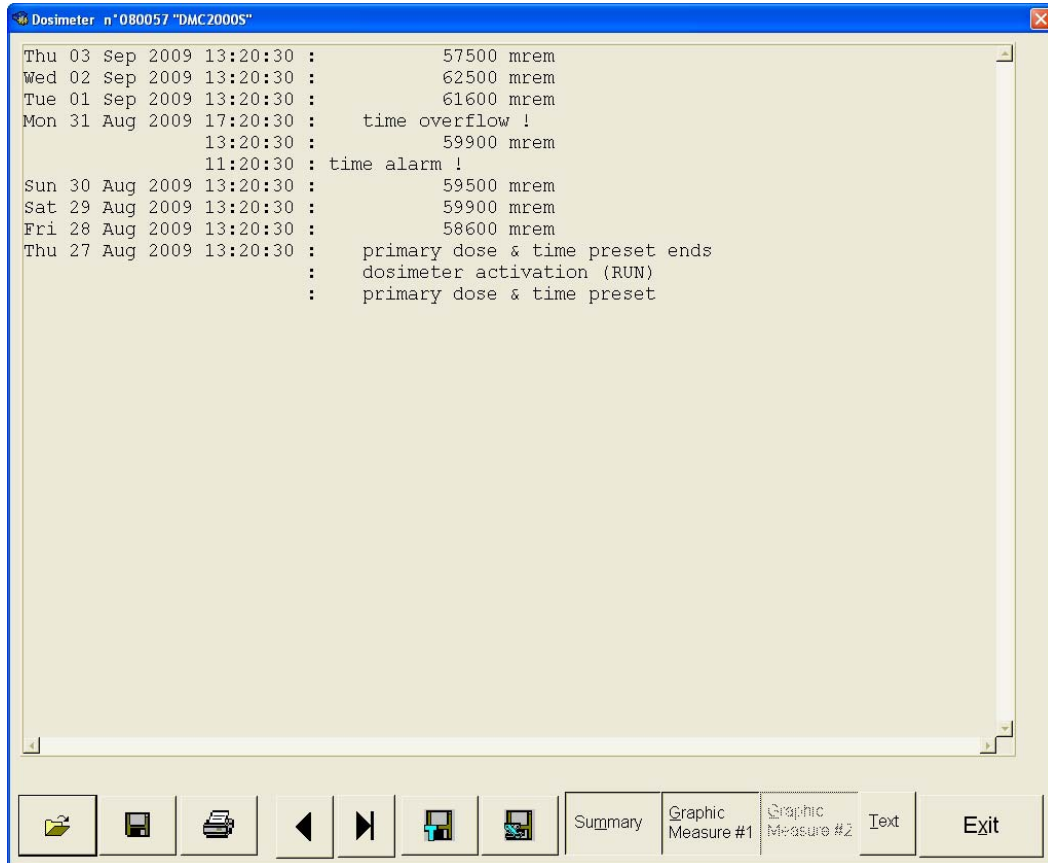 Dosimeter n°080057 "DMC2000S"
Thu 03 Sep 2009 13:20:30 : 57500 mrem
Wed 02 Sep 2009 13:20:30 : 62500 mrem
Tue 01 Sep 2009 13:20:30 : 61600 mrem
Mon 31 Aug 2009 17:20:30 : time overflow !
13:20:30 : 59900 mrem
11:20:30 : time alarm !
Sun 30 Aug 2009 13:20:30 : 59500 mrem
Sat 29 Aug 2009 13:20:30 : 59900 mrem
Fri 28 Aug 2009 13:20:30 : 58600 mrem
Thu 27 Aug 2009 13:20:30 : primary dose & time preset ends
: dosimeter activation (RUN)
: primary dose & time preset
Summary
Graphic
Measure #1
Graphic
Measure #2
Text
Exit